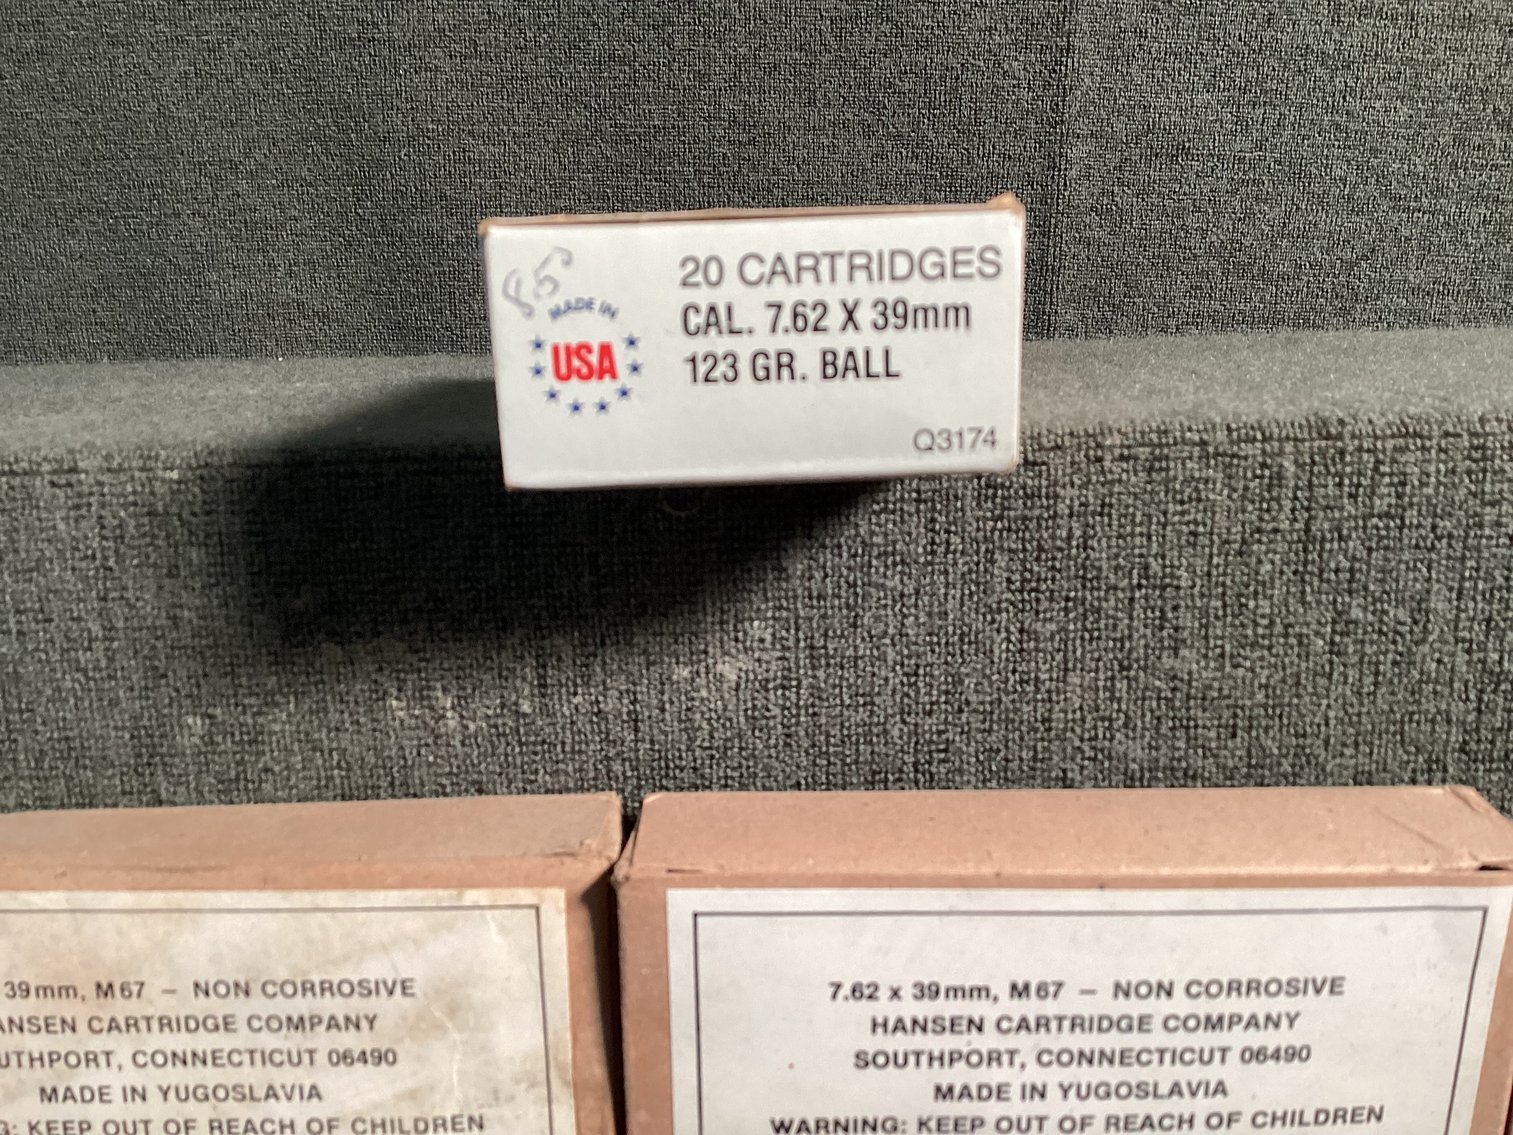 85
MADE IN
USA
20 CARTRIDGES
CAL. 7.62 X 39mm
123 GR. BALL
Q3174
39mm, M67 – NON CORROSIVE
ANSEN CARTRIDGE COMPANY
UTHPORT, CONNECTICUT 06490
MADE IN YUGOSLAVIA
G: KEEP OUT OF REACH OF CHILDREN
7.62 x 39mm, M67 – NON CORROSIVE
HANSEN CARTRIDGE COMPANY
SOUTHPORT, CONNECTICUT 06490
MADE IN YUGOSLAVIA
WARNING: KEEP OUT OF REACH OF CHILDREN